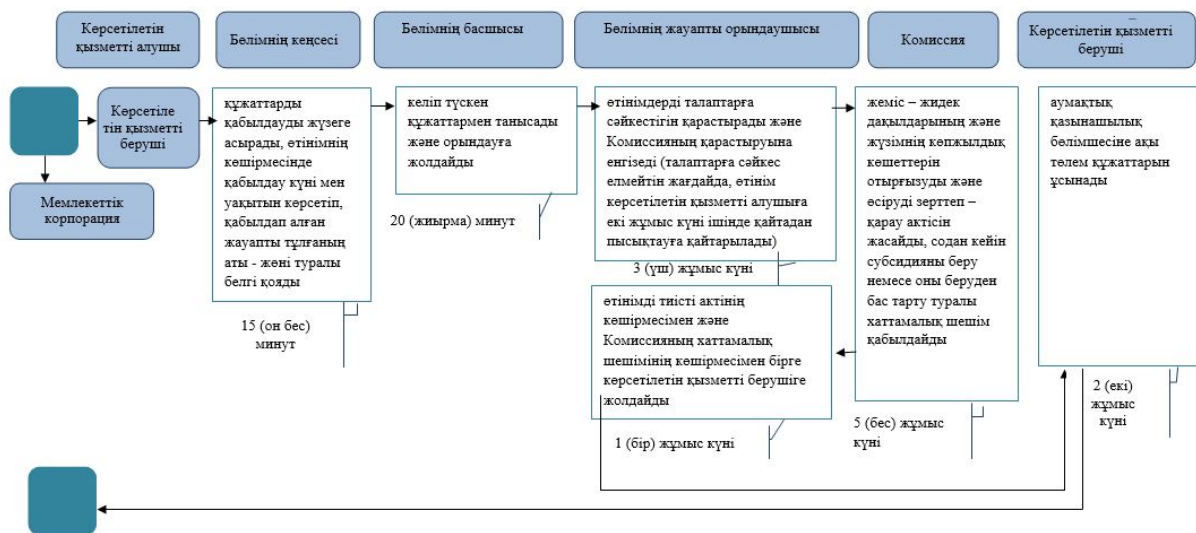 Көрсетілетін
қызметті алушы
Бөлімнің кеңсесі
Бөлімнің басшысы
Бөлімнің жауапты орындаушысы
Комиссия
Көрсетілетін қызметті
беруші
Көрсетіле
тін қызметті
беруші
Мемлекеттік
корпорация
құжаттарды
қабылдауды жүзеге
асырады, өтінімнің
көшірмесінде
қабылдау күні мен
уақытын көрсетіп,
қабылдап алған
жауапты тұлғаның
аты - жөні туралы
белгі қояды
15 (он бес)
минут
келіп түскен
құжаттармен танысады
және орындауға
жолдайды
20 (жиырма) минут
өтінімдерді талаптарға
сәйкестігін қарастырады және
Комиссияның қарастыруына
енгізеді (талаптарға сәйкес
елмейтін жағдайда, өтінім
көрсетілетін қызметті алушыға
екі жұмыс күні ішінде қайтадан
пысықтауға қайтарылады)
3 (үш) жұмыс күні
өтінімді тиісті актінің
көшірмесімен және
Комиссияның хаттамалық
шешімінің көшірмесімен бірге
көрсетілетін қызметті берушіге
жолдайды
1 (бір) жұмыс күні
жеміс – жидек
дақылдарының және
жүзімнің көпжылдық
көшеттерін
отырғызуды және
өсіруді зерттеп –
қарау актісін
жасайды, содан кейін
субсидияны беру
немесе оны беруден
бас тарту туралы
хаттамалық шешім
қабылдайды
5 (бес) жұмыс
күні
аумақтық
қазынашылық
бөлімшесіне ақы
төлем құжаттарын
ұсынады
2 (екі)
жұмыс
күні